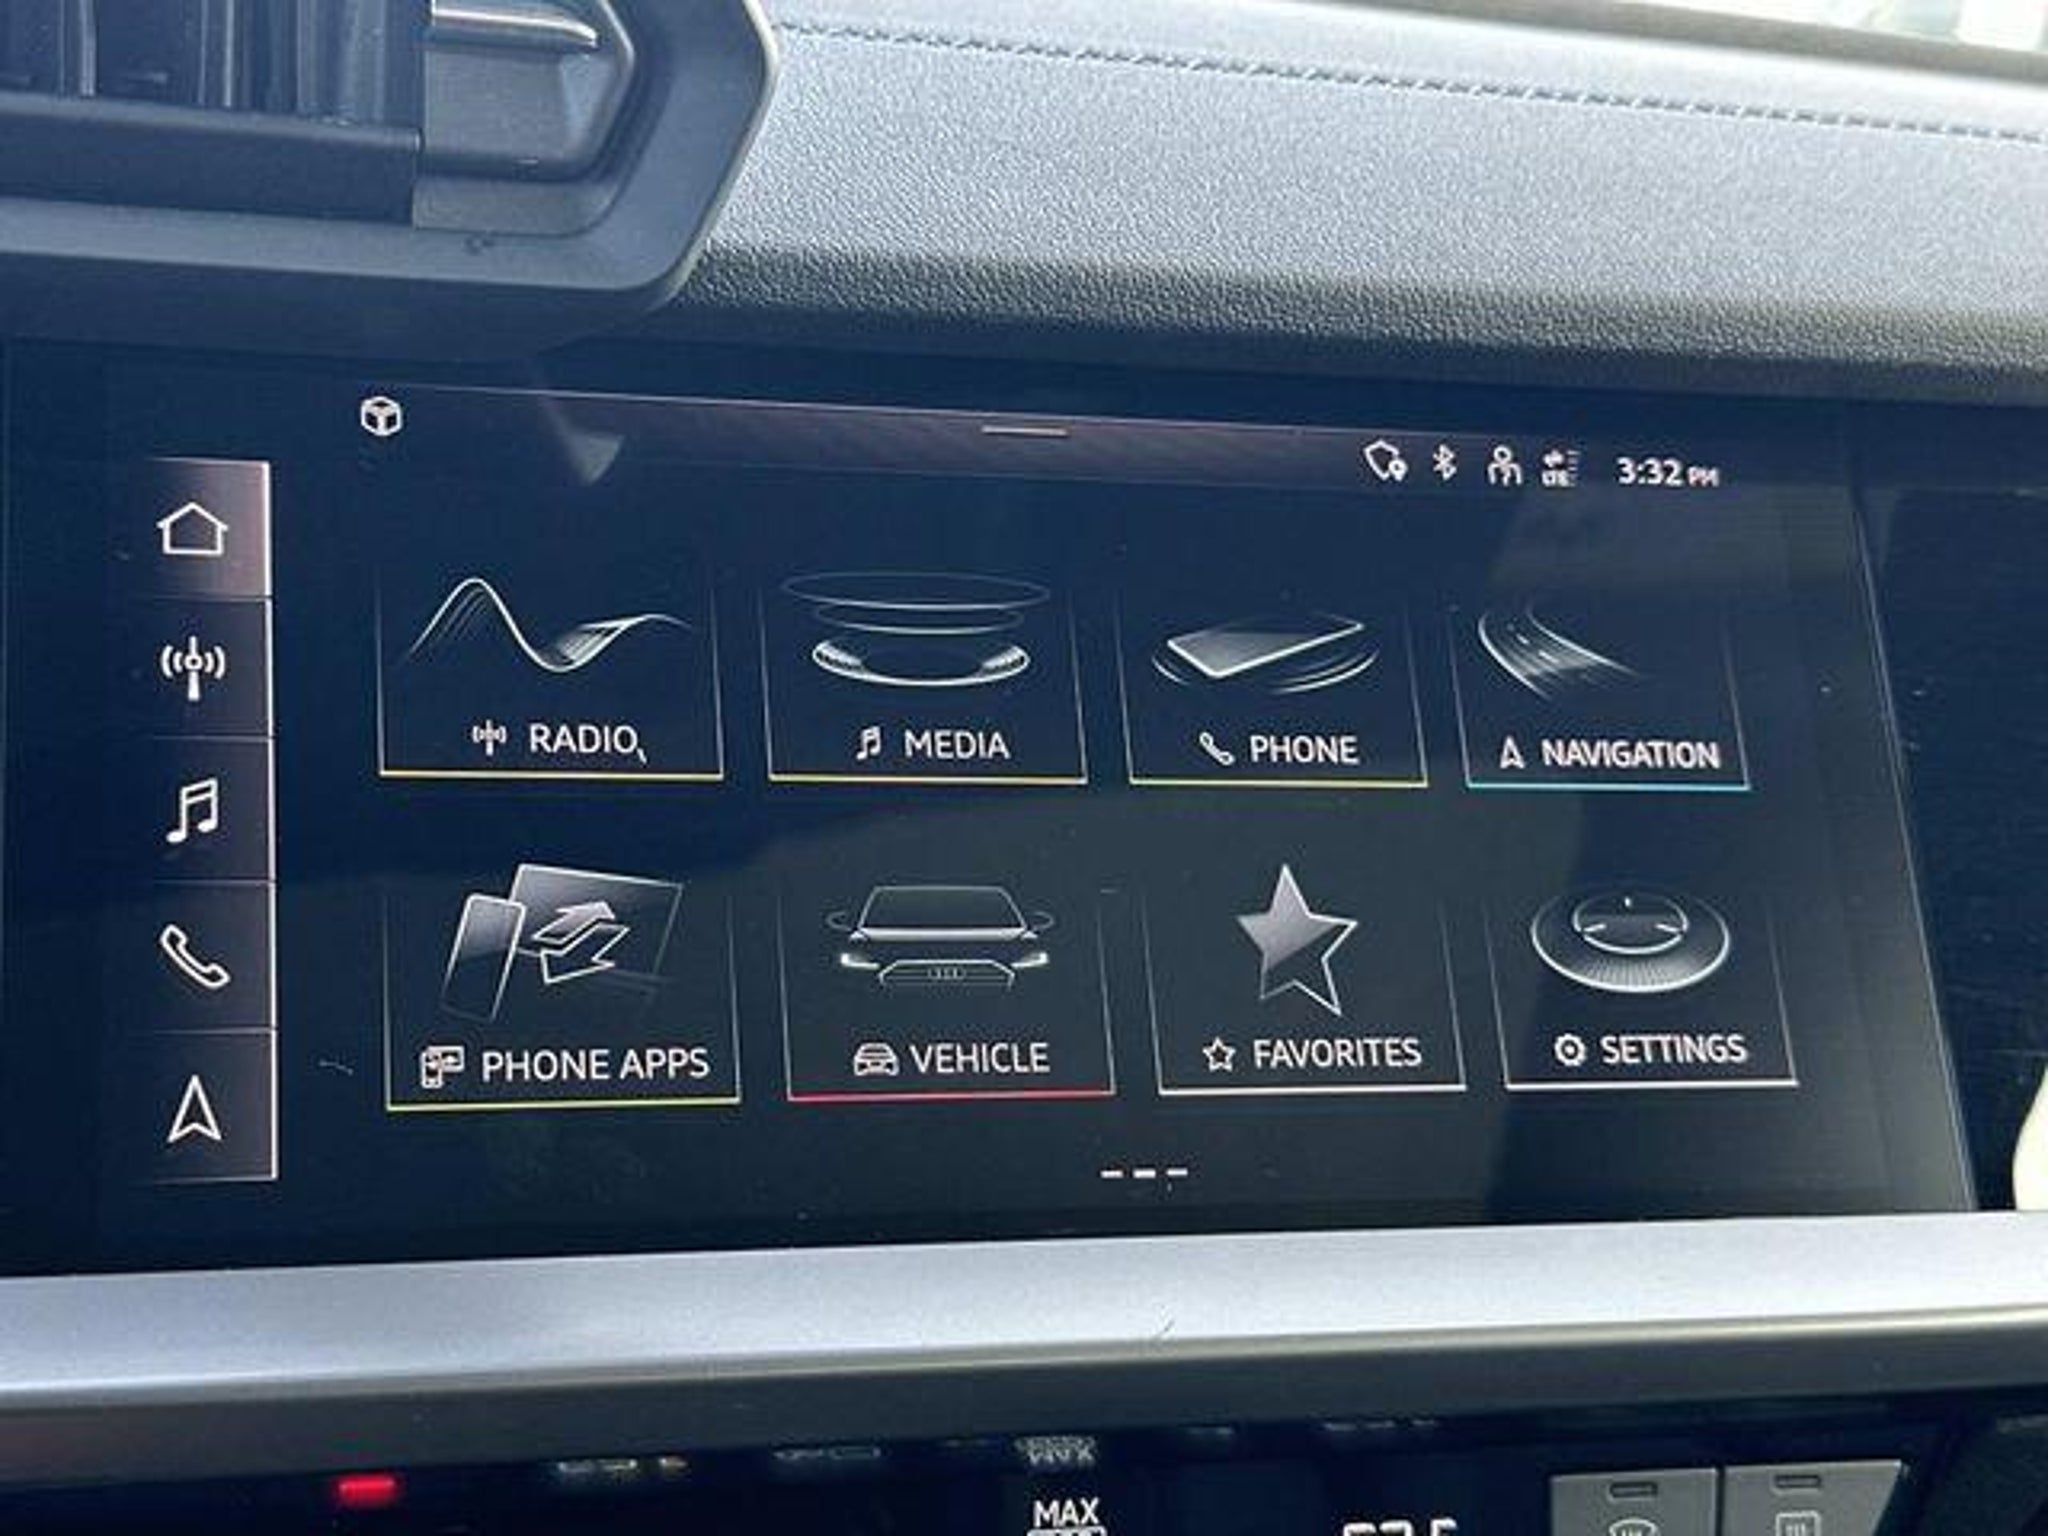 3:32 PM
RADIO
MEDIA
PHONE
NAVIGATION
PHONE APPS
VEHICLE
FAVORITES
SETTINGS
MAX